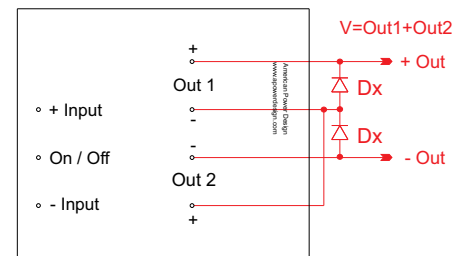 V=Out1+Out2
+
+ Out
Out 1
Dx
American Power Design
www.apowerdesign.com
+ Input
-
Dx
-
On / Off
- Out
Out 2
- Input
+